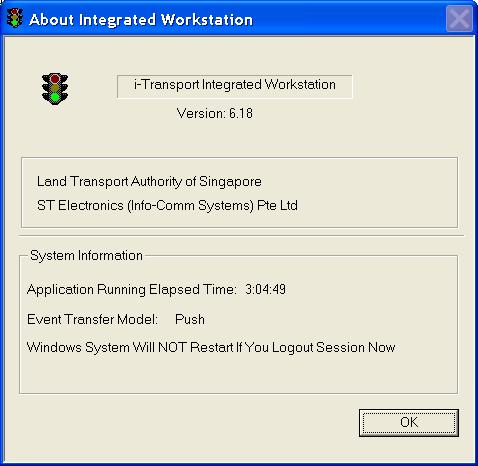 About Integrated Workstation
i-Transport Integrated Workstation
Version: 6.18
Land Transport Authority of Singapore
ST Electronics (Info-Comm Systems) Pte Ltd
System Information
Application Running Elapsed Time: 3:04:49
Event Transfer Model: Push
Windows System Will NOT Restart If You Logout Session Now
OK